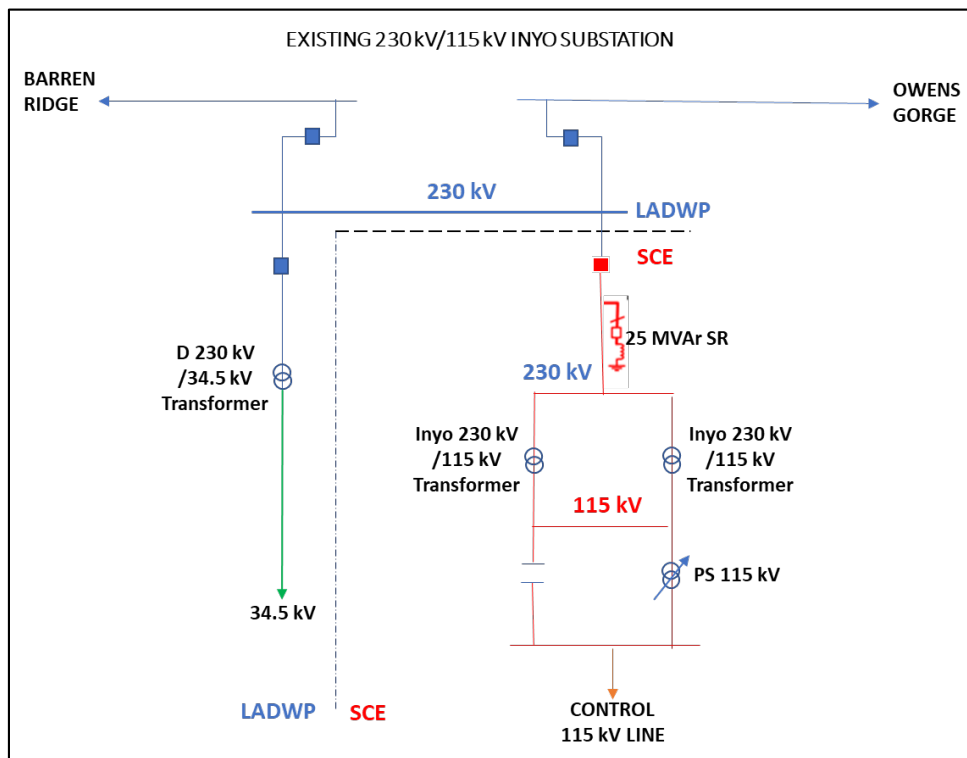 EXISTING 230 kV/115 kV INYO SUBSTATION
BARREN
RIDGE
OWENS
GORGE
230 kV
LADWP
SCE
25 MVAr SR
D 230 kV
/34.5 kV
Transformer
230 kV
Inyo 230 kV
/115 kV
Transformer
Inyo 230 kV
/115 kV
Transformer
115 kV
PS 115 kV
34.5 kV
LADWP
SCE
CONTROL
115 kV LINE